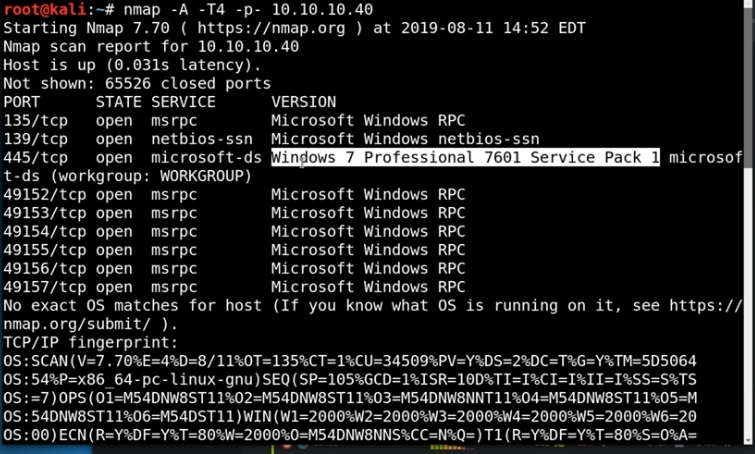 root@kali:~# nmap -A -T4 -p- 10.10.10.40
Starting Nmap 7.70 ( https://nmap.org ) at 2019-08-11 14:52 EDT
Nmap scan report for 10.10.10.40
Host is up (0.031s latency).
Not shown: 65526 closed ports
PORT      STATE SERVICE      VERSION
135/tcp   open  msrpc        Microsoft Windows RPC
139/tcp   open  netbios-ssn  Microsoft Windows netbios-ssn
445/tcp   open  microsoft-ds Windows 7 Professional 7601 Service Pack 1 microsof
t-ds (workgroup: WORKGROUP)
49152/tcp open  msrpc        Microsoft Windows RPC
49153/tcp open  msrpc        Microsoft Windows RPC
49154/tcp open  msrpc        Microsoft Windows RPC
49155/tcp open  msrpc        Microsoft Windows RPC
49156/tcp open  msrpc        Microsoft Windows RPC
49157/tcp open  msrpc        Microsoft Windows RPC
No exact OS matches for host (If you know what OS is running on it, see https://
nmap.org/submit/ ).
TCP/IP fingerprint:
OS:SCAN(V=7.70%E=4%D=8/11%OT=135%CT=1%CU=34509%PV=Y%DS=2%DC=T%G=Y%TM=5D5064
OS:54%P=x86_64-pc-linux-gnu)SEQ(SP=105%GCD=1%ISR=10D%TI=I%CI=I%II=I%SS=S%TS
OS:=7)OPS(O1=M54DNW8ST11%O2=M54DNW8ST11%O3=M54DNW8NNT11%O4=M54DNW8ST11%O5=M
OS:54DNW8ST11%O6=M54DST11)WIN(W1=2000%W2=2000%W3=2000%W4=2000%W5=2000%W6=20
OS:00)ECN(R=Y%DF=Y%T=80%W=2000%O=M54DNW8NNS%CC=N%Q=)T1(R=Y%DF=Y%T=80%S=O%A=